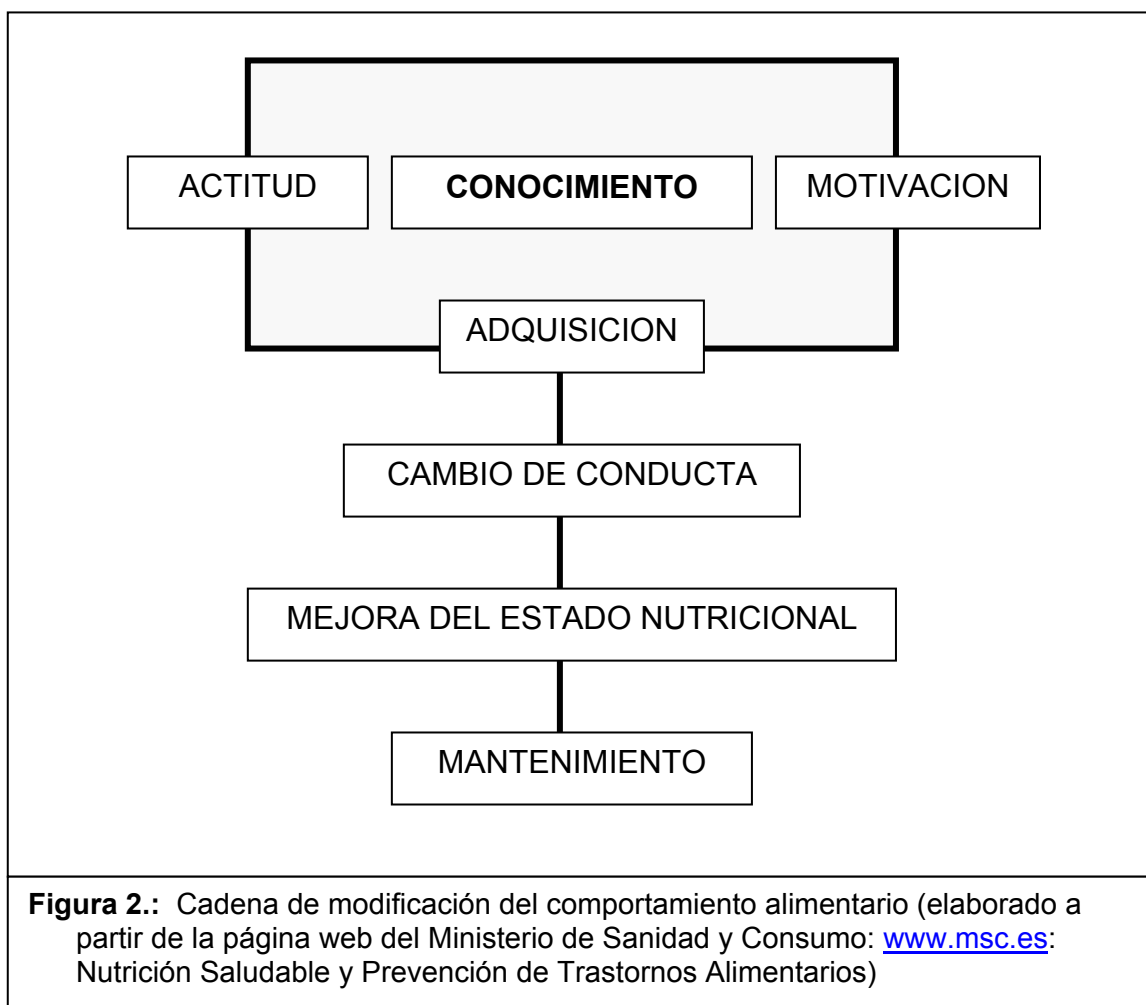 ACTITUD
CONOCIMIENTO
MOTIVACION
ADQUISICION
CAMBIO DE CONDUCTA
MEJORA DEL ESTADO NUTRICIONAL
MANTENIMIENTO
Figura 2.: Cadena de modificación del comportamiento alimentario (elaborado a
partir de la página web del Ministerio de Sanidad y Consumo: www.msc.es:
Nutrición Saludable y Prevención de Trastornos Alimentarios)